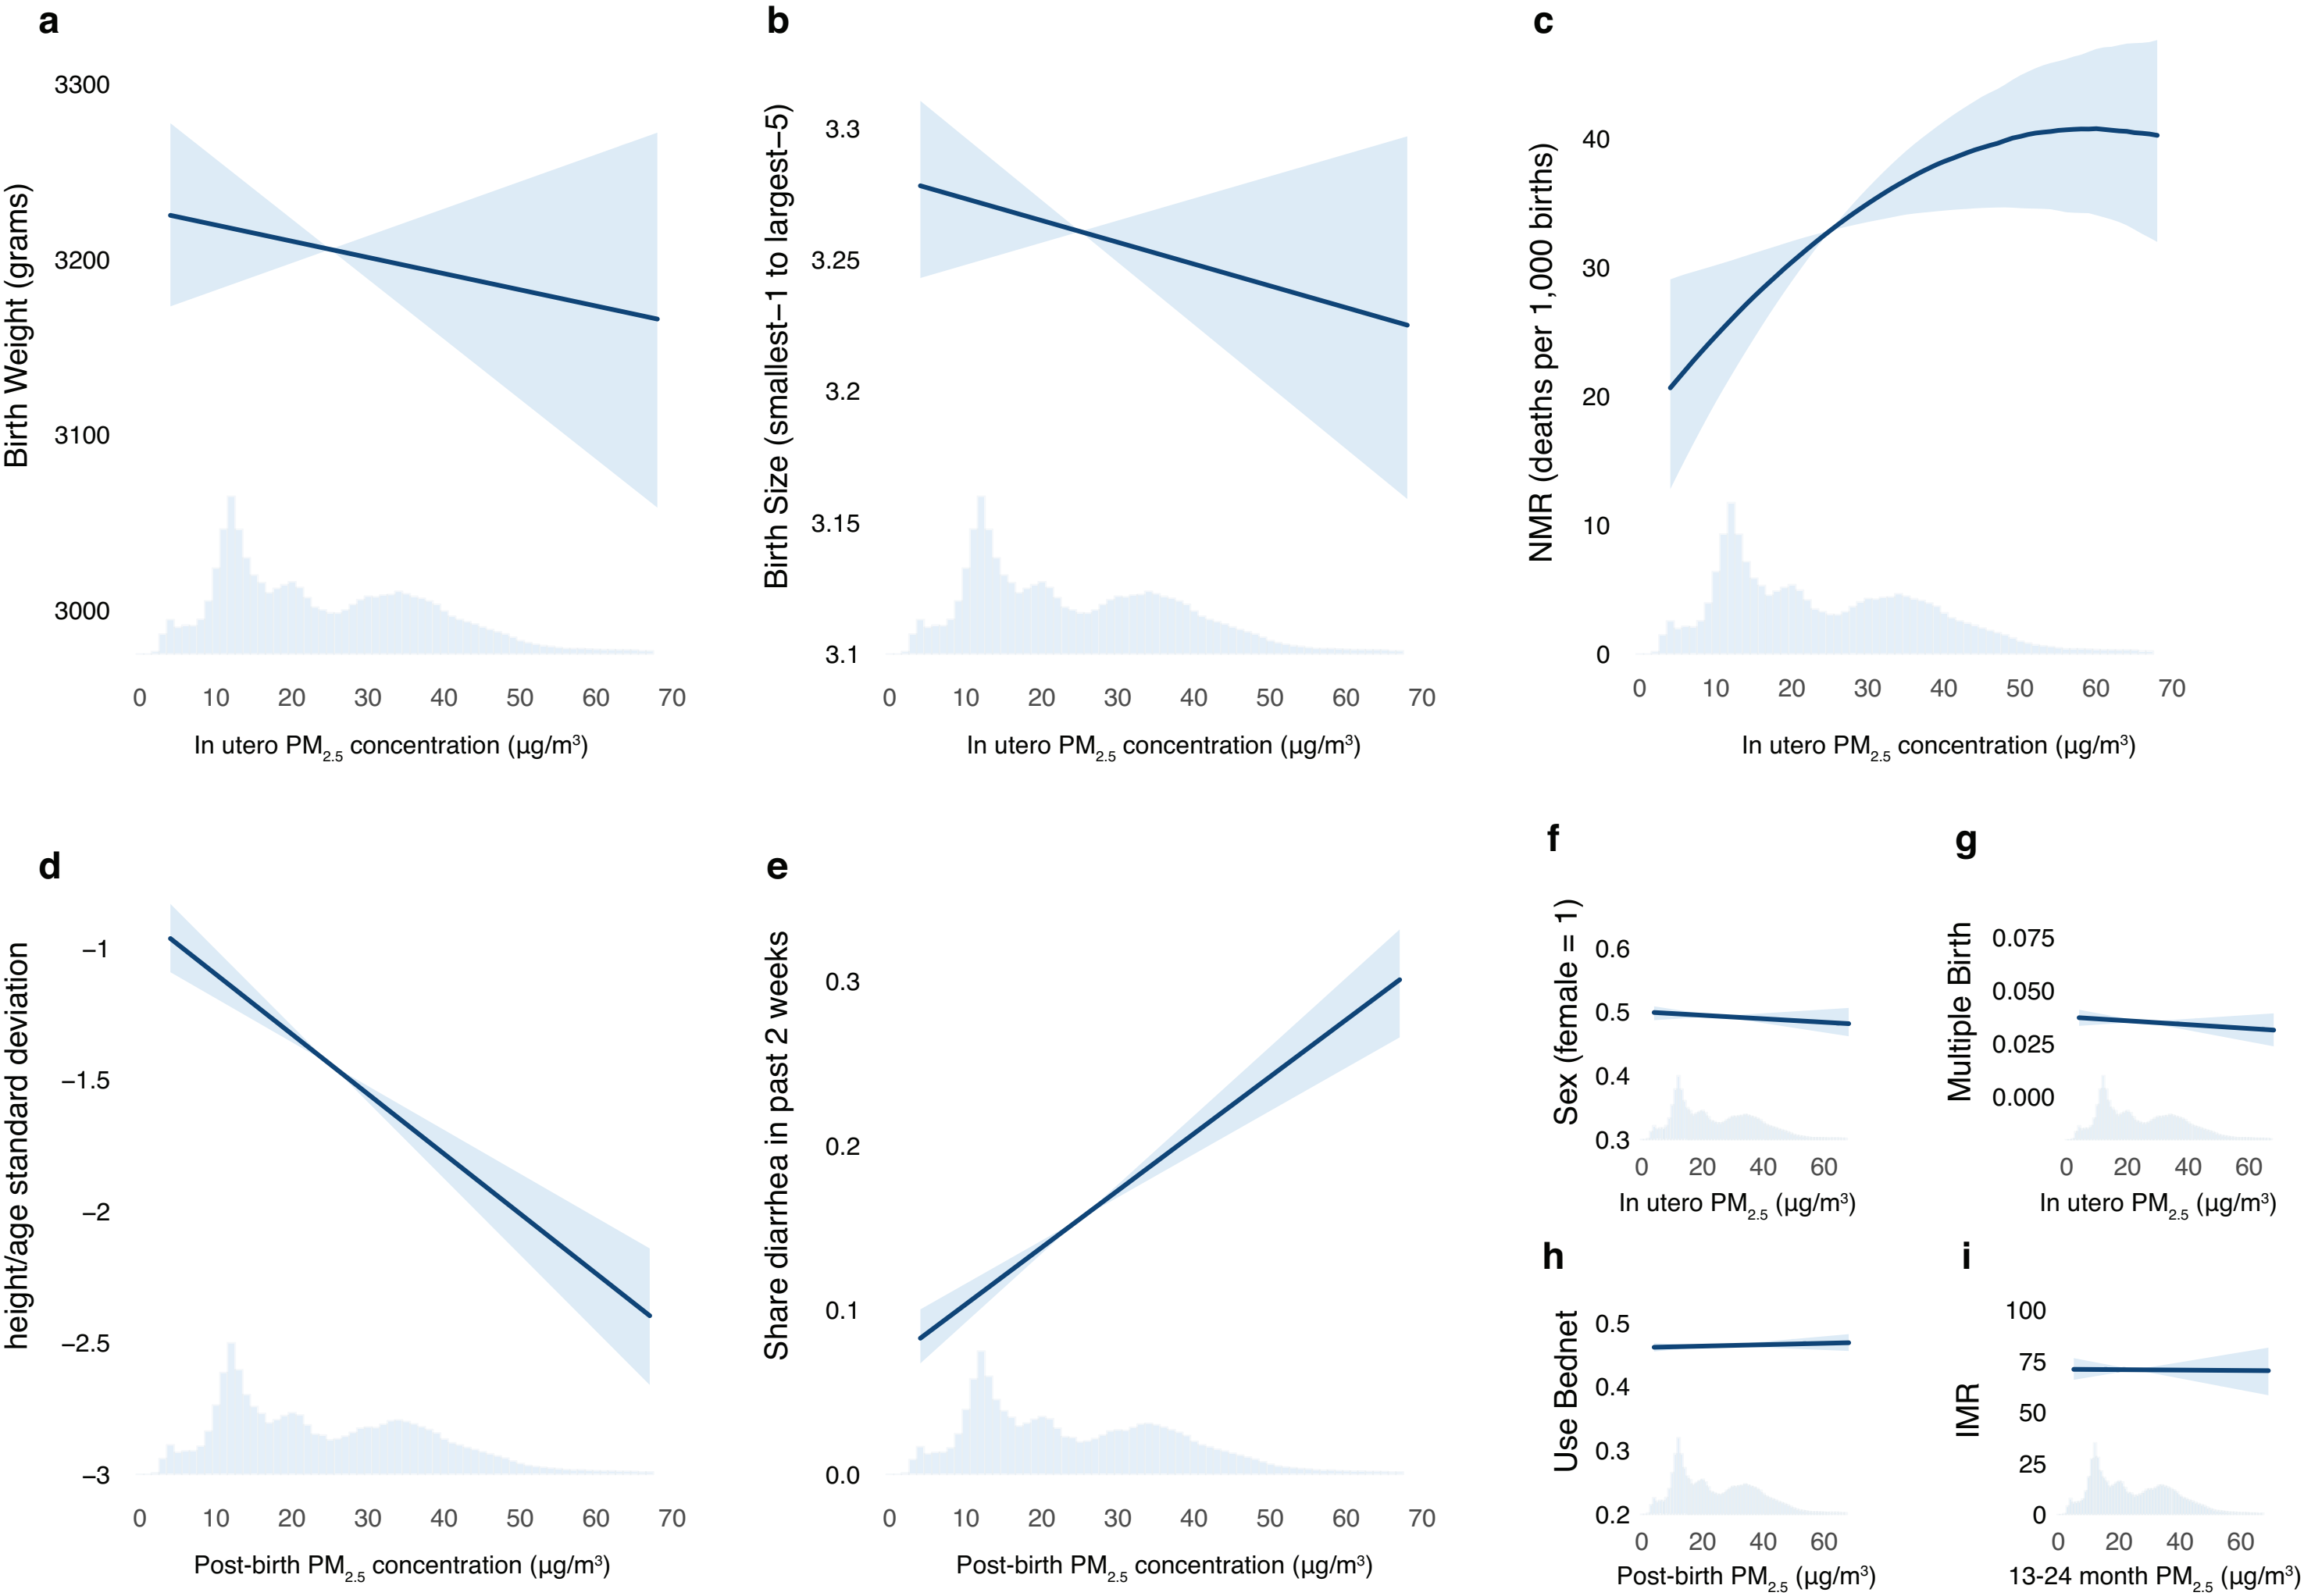 a
Birth Weight (grams)
3300
3200
3100
3000
0 10 20 30 40 50 60 70
In utero PM2.5 concentration (µg/m³)
b
Birth Size (smallest−1 to largest−5)
3.3
3.25
3.2
3.15
3.1
0 10 20 30 40 50 60 70
In utero PM2.5 concentration (µg/m³)
c
NMR (deaths per 1,000 births)
40
30
20
10
0
0 10 20 30 40 50 60 70
In utero PM2.5 concentration (µg/m³)
d
height/age standard deviation
−1
−1.5
−2
−2.5
−3
0 10 20 30 40 50 60 70
Post-birth PM2.5 concentration (µg/m³)
e
Share diarrhea in past 2 weeks
0.3
0.2
0.1
0.0
0 10 20 30 40 50 60 70
Post-birth PM2.5 concentration (µg/m³)
f
Sex (female = 1)
0.6
0.5
0.4
0.3
0 20 40 60
In utero PM2.5 (µg/m³)
g
Multiple Birth
0.075
0.050
0.025
0.000
0 20 40 60
In utero PM2.5 (µg/m³)
h
Use Bednet
0.5
0.4
0.3
0.2
0 20 40 60
Post-birth PM2.5 (µg/m³)
i
IMR
100
75
50
25
0
0 20 40 60
13-24 month PM2.5 (µg/m³)